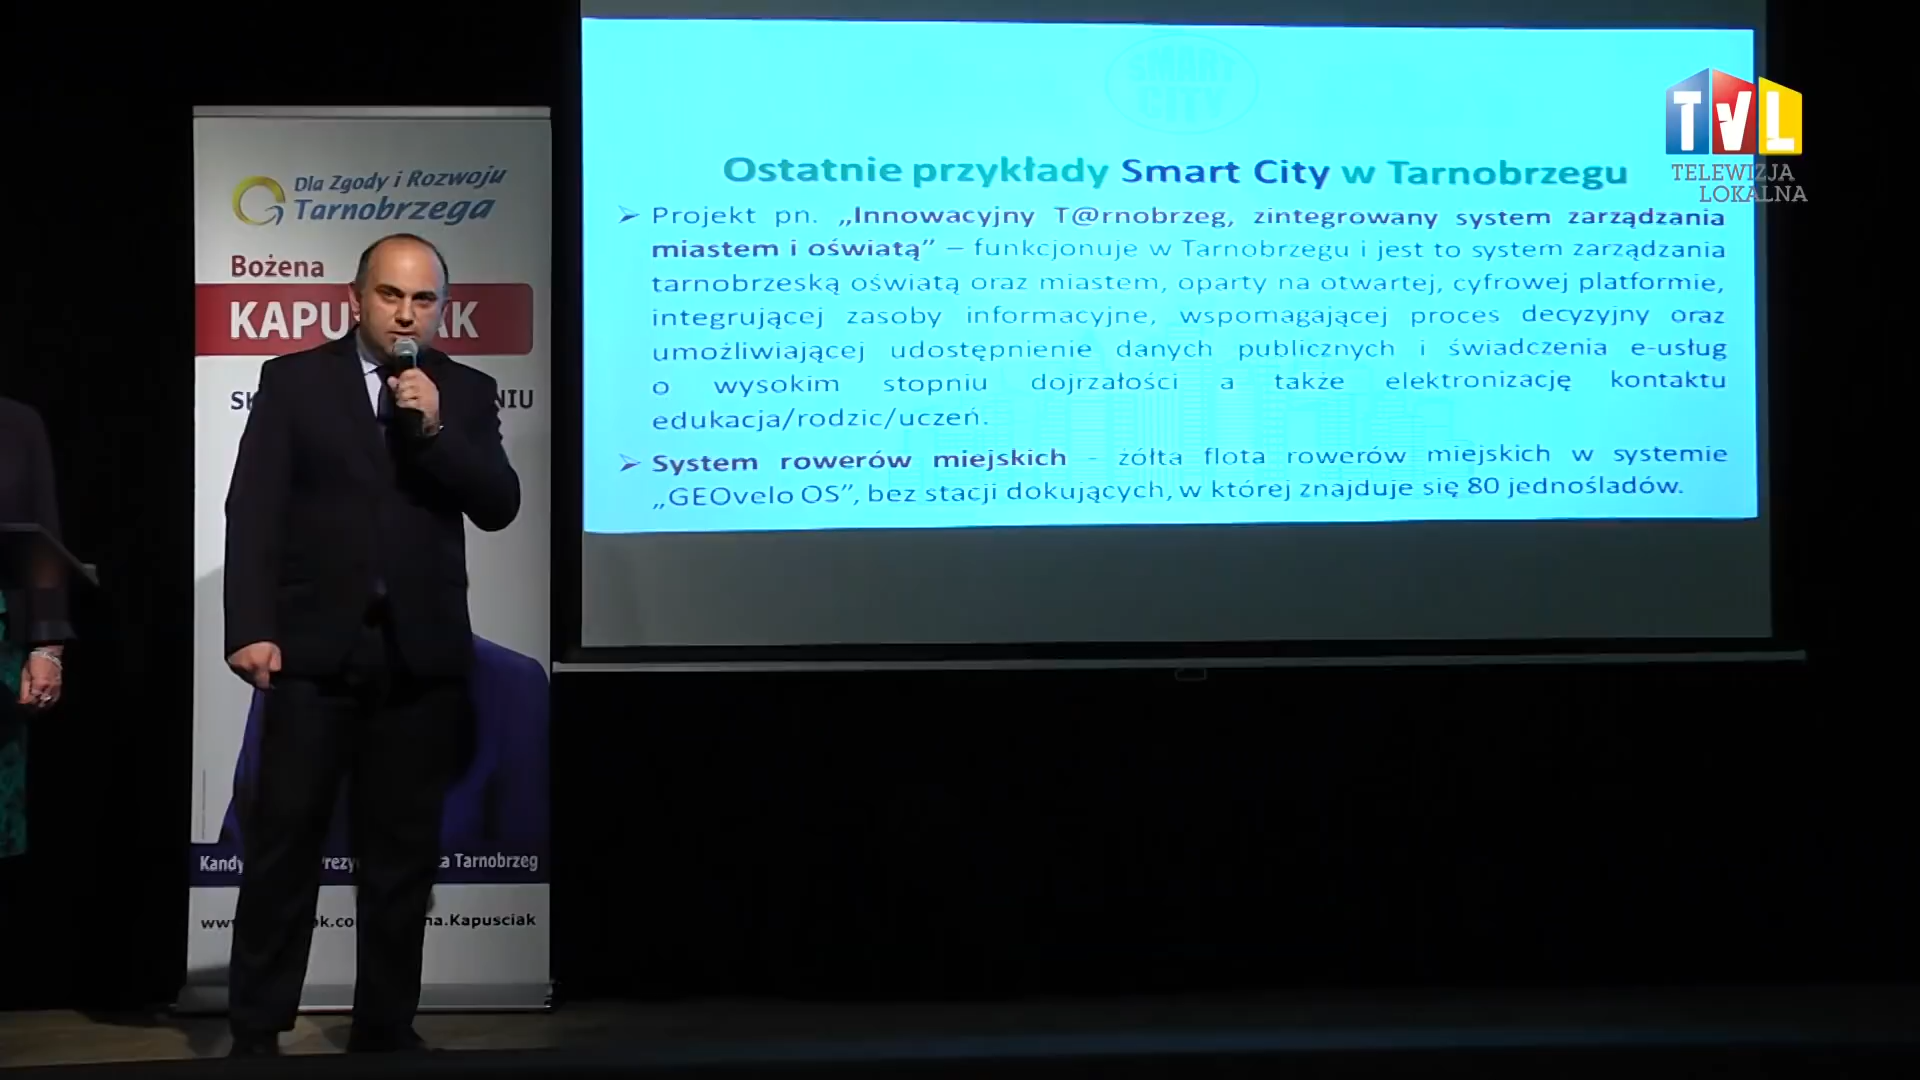 SMART
CITY
TVL
TELEWIZJA
LOKALNA
Ostatnie przykłady Smart City w Tarnobrzegu
➢ Projekt pn. „Innowacyjny T@rnobrzeg, zintegrowany system zarządzania
miastem i oświatą” – funkcjonuje w Tarnobrzegu i jest to system zarządzania
tarnobrzeską oświatą oraz miastem, oparty na otwartej, cyfrowej platformie,
integrującej zasoby informacyjne, wspomagającej proces decyzyjny oraz
umożliwiającej udostępnienie danych publicznych i świadczenia e-usług
o wysokim stopniu dojrzałości a także elektronizację kontaktu
edukacja/rodzic/uczeń.
➢ System rowerów miejskich - żółta flota rowerów miejskich w systemie
„GEOvelo OS”, bez stacji dokujących, w której znajduje się 80 jednośladów.
Dla Zgody i Rozwoju
Tarnobrzega
Bożena
KAPU AK
NIU
Kandy Prezy Tarnobrzeg
na.Kapusciak